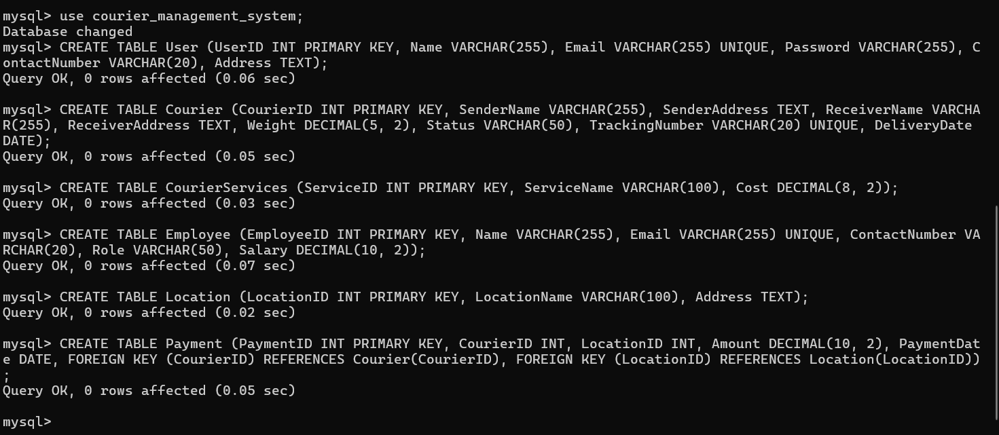 mysql> use courier_management_system;
Database changed
mysql> CREATE TABLE User (UserID INT PRIMARY KEY, Name VARCHAR(255), Email VARCHAR(255) UNIQUE, Password VARCHAR(255), C
ontactNumber VARCHAR(20), Address TEXT);
Query OK, 0 rows affected (0.06 sec)

mysql> CREATE TABLE Courier (CourierID INT PRIMARY KEY, SenderName VARCHAR(255), SenderAddress TEXT, ReceiverName VARCHA
R(255), ReceiverAddress TEXT, Weight DECIMAL(5, 2), Status VARCHAR(50), TrackingNumber VARCHAR(20) UNIQUE, DeliveryDate
DATE);
Query OK, 0 rows affected (0.05 sec)

mysql> CREATE TABLE CourierServices (ServiceID INT PRIMARY KEY, ServiceName VARCHAR(100), Cost DECIMAL(8, 2));
Query OK, 0 rows affected (0.03 sec)

mysql> CREATE TABLE Employee (EmployeeID INT PRIMARY KEY, Name VARCHAR(255), Email VARCHAR(255) UNIQUE, ContactNumber VA
RCHAR(20), Role VARCHAR(50), Salary DECIMAL(10, 2));
Query OK, 0 rows affected (0.07 sec)

mysql> CREATE TABLE Location (LocationID INT PRIMARY KEY, LocationName VARCHAR(100), Address TEXT);
Query OK, 0 rows affected (0.02 sec)

mysql> CREATE TABLE Payment (PaymentID INT PRIMARY KEY, CourierID INT, LocationID INT, Amount DECIMAL(10, 2), PaymentDat
e DATE, FOREIGN KEY (CourierID) REFERENCES Courier(CourierID), FOREIGN KEY (LocationID) REFERENCES Location(LocationID))
;
Query OK, 0 rows affected (0.05 sec)

mysql>